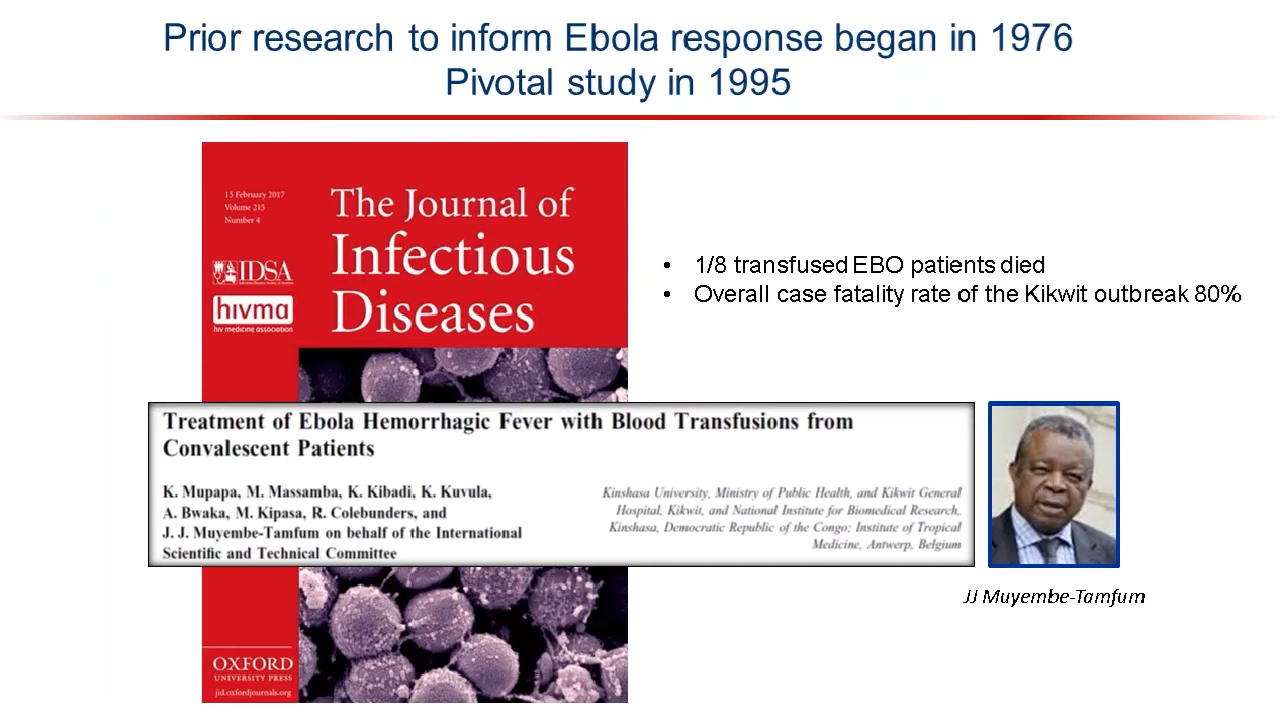 Prior research to inform Ebola response began in 1976
Pivotal study in 1995
15 February 2017
Volume 215
Number 4
The Journal of
Infectious
Diseases
IDSA
hivma
hiv medicine association
• 1/8 transfused EBO patients died
• Overall case fatality rate of the Kikwit outbreak 80%
Treatment of Ebola Hemorrhagic Fever with Blood Transfusions from
Convalescent Patients
K. Mupapa, M. Massamba, K. Kibadi, K. Kuvula,
A. Bwaka, M. Kipasa, R. Colebunders, and
J. J. Muyembe-Tamfum on behalf of the International
Scientific and Technical Committee
Kinshasa University, Ministry of Public Health, and Kikwit General
Hospital, Kikwit, and National Institute for Biomedical Research,
Kinshasa, Democratic Republic of the Congo; Institute of Tropical
Medicine, Antwerp, Belgium
JJ Muyembe-Tamfum
OXFORD
UNIVERSITY PRESS
jid.oxfordjournals.org